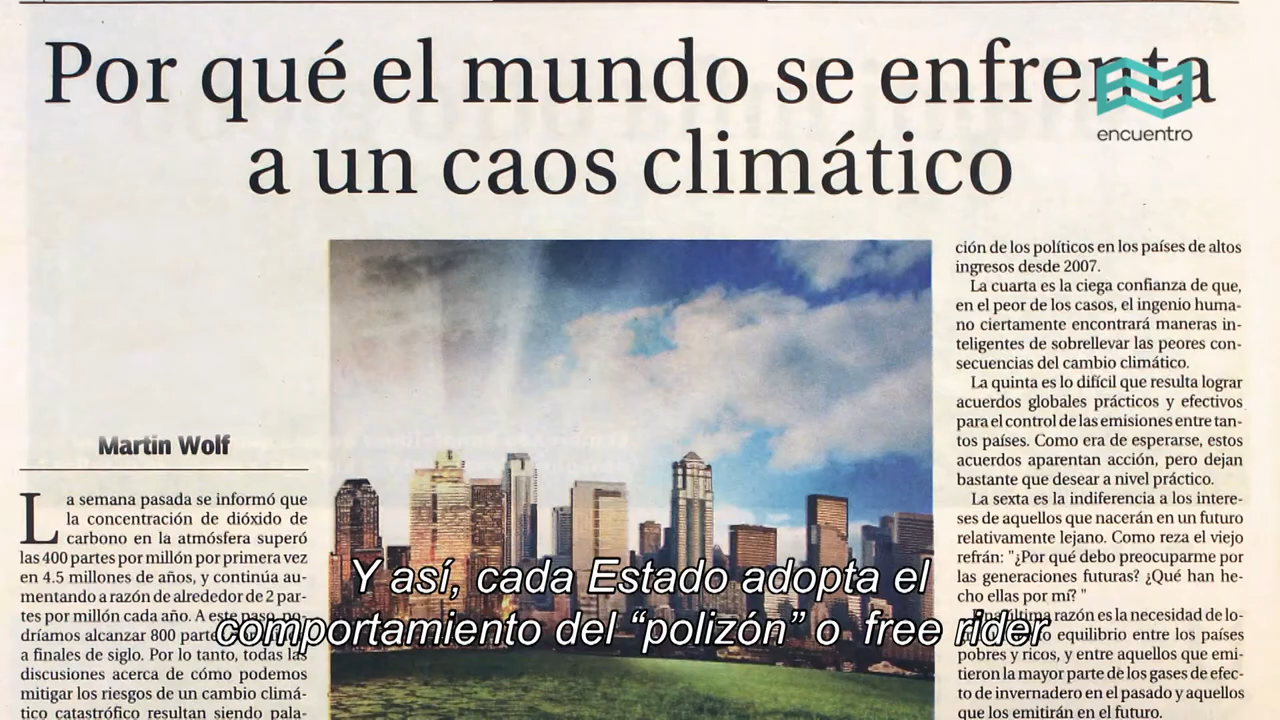 Por qué el mundo se enfrenta
a un caos climático
encuentro
Martin Wolf
La semana pasada se informó que
la concentración de dióxido de
carbono en la atmósfera superó
las 400 partes por millón por primera vez
en 4.5 millones de años, y continúa au-
mentando a razón de alrededor de 2 par-
tes por millón cada año. A este paso, po-
dríamos alcanzar 800 parte
a finales de siglo. Por lo tanto, todas las
discusiones acerca de cómo podemos
mitigar los riesgos de un cambio climá-
tico catastrófico resultan siendo pala-
ción de los políticos en los países de altos
ingresos desde 2007.
La cuarta es la ciega confianza de que,
en el peor de los casos, el ingenio huma-
no ciertamente encontrará maneras in-
teligentes de sobrellevar las peores con-
secuencias del cambio climático.
La quinta es lo difícil que resulta lograr
acuerdos globales prácticos y efectivos
para el control de las emisiones entre tan-
tos países. Como era de esperarse, estos
acuerdos aparentan acción, pero dejan
bastante que desear a nivel práctico.
La sexta es la indiferencia a los intere-
ses de aquellos que nacerán en un futuro
relativamente lejano. Como reza el viejo
refrán: "¿Por qué debo preocuparme por
las generaciones futuras? ¿Qué han he-
cho ellas por mí? "
última razón es la necesidad de lo-
equilibrio entre los países
pobres y ricos, y entre aquellos que emi-
tieron la mayor parte de los gases de efec-
to de invernadero en el pasado y aquellos
que los emitirán en el futuro.
Y así, cada Estado adopta el
comportamiento del “polizón” o free rider